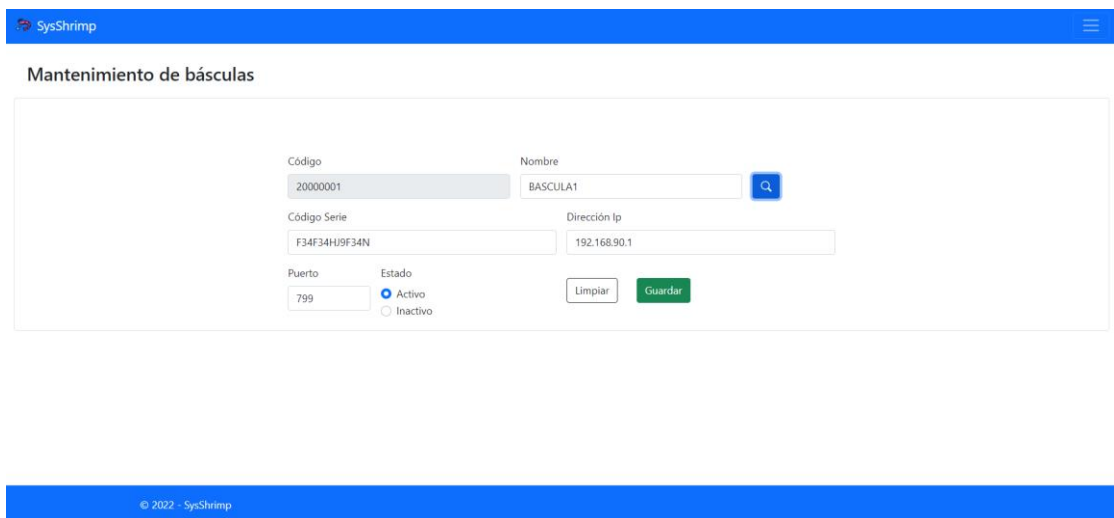 SysShrimp
Mantenimiento de básculas
Código Nombre
20000001 BASCULA1
Código Serie Dirección Ip
F34F34HJ9F34N 192.168.90.1
Puerto Estado
799 Activo Limpiar Guardar
Inactivo
© 2022 - SysShrimp